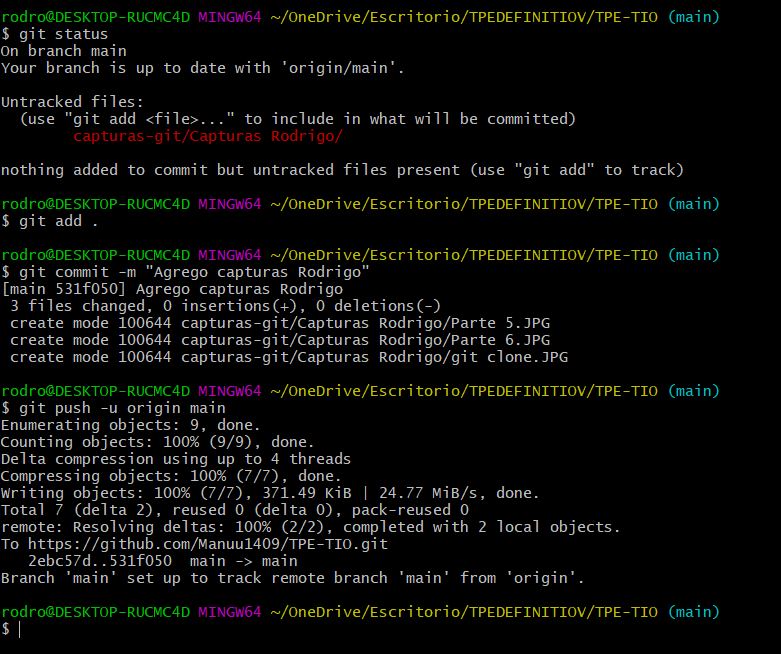 rodro@DESKTOP-RUCMC4D MINGW64 ~/OneDrive/Escritorio/TPEDEFINITIOV/TPE-TIO (main)
$ git status
On branch main
Your branch is up to date with 'origin/main'.
Untracked files:
  (use "git add <file>..." to include in what will be committed)
        capturas-git/Capturas Rodrigo/
nothing added to commit but untracked files present (use "git add" to track)
rodro@DESKTOP-RUCMC4D MINGW64 ~/OneDrive/Escritorio/TPEDEFINITIOV/TPE-TIO (main)
$ git add .
rodro@DESKTOP-RUCMC4D MINGW64 ~/OneDrive/Escritorio/TPEDEFINITIOV/TPE-TIO (main)
$ git commit -m "Agrego capturas Rodrigo"
[main 531f050] Agrego capturas Rodrigo
 3 files changed, 0 insertions(+), 0 deletions(-)
 create mode 100644 capturas-git/Capturas Rodrigo/Parte 5.JPG
 create mode 100644 capturas-git/Capturas Rodrigo/Parte 6.JPG
 create mode 100644 capturas-git/Capturas Rodrigo/git clone.JPG
rodro@DESKTOP-RUCMC4D MINGW64 ~/OneDrive/Escritorio/TPEDEFINITIOV/TPE-TIO (main)
$ git push -u origin main
Enumerating objects: 9, done.
Counting objects: 100% (9/9), done.
Delta compression using up to 4 threads
Compressing objects: 100% (7/7), done.
Writing objects: 100% (7/7), 371.49 KiB | 24.77 MiB/s, done.
Total 7 (delta 2), reused 0 (delta 0), pack-reused 0
remote: Resolving deltas: 100% (2/2), completed with 2 local objects.
To https://github.com/Manuu1409/TPE-TIO.git
   2ebc57d..531f050  main -> main
Branch 'main' set up to track remote branch 'main' from 'origin'.
rodro@DESKTOP-RUCMC4D MINGW64 ~/OneDrive/Escritorio/TPEDEFINITIOV/TPE-TIO (main)
$